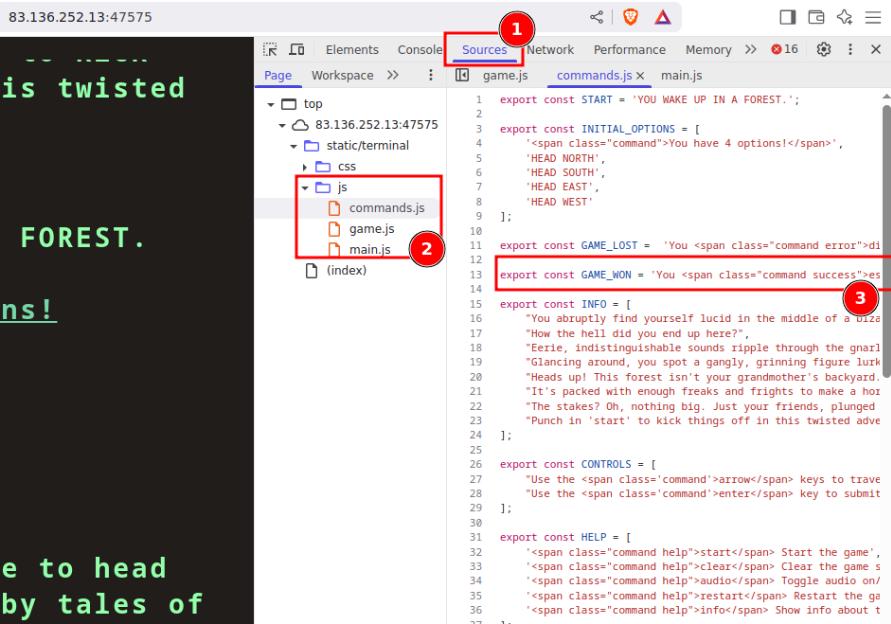 83.136.252.13:47575
1
Elements Console Sources Network Performance Memory 16
Page Workspace game.js commands.js main.js
is twisted
FOREST.
ns!
e to head
by tales of
top
83.136.252.13:47575
static/terminal
css
js
commands.js
game.js
main.js
2
(index)
1 export const START = 'YOU WAKE UP IN A FOREST.';
2
3 export const INITIAL_OPTIONS = [
4 '<span class="command">You have 4 options!</span>',
5 'HEAD NORTH',
6 'HEAD SOUTH',
7 'HEAD EAST',
8 'HEAD WEST'
9 ];
10
11 export const GAME_LOST = 'You <span class="command error">di
12
13 export const GAME_WON = 'You <span class="command success">es
14
3
15 export const INFO = [
16 "You abruptly find yourself lucid in the middle of a biza
17 "How the hell did you end up here?",
18 "Eerie, indistinguishable sounds ripple through the gnarl
19 "Glancing around, you spot a gangly, grinning figure lurk
20 "Heads up! This forest isn't your grandmother's backyard.
21 "It's packed with enough freaks and frights to make a hor
22 "The stakes? Oh, nothing big. Just your friends, plunged
23 "Punch in 'start' to kick things off in this twisted adve
24 ];
25
26 export const CONTROLS = [
27 "Use the <span class='command'>arrow</span> keys to trave
28 "Use the <span class='command'>enter</span> key to submit
29 ];
30
31 export const HELP = [
32 '<span class="command help">start</span> Start the game',
33 '<span class="command help">clear</span> Clear the game s
34 '<span class="command help">audio</span> Toggle audio on/
35 '<span class="command help">restart</span> Restart the ga
36 '<span class="command help">info</span> Show info about t